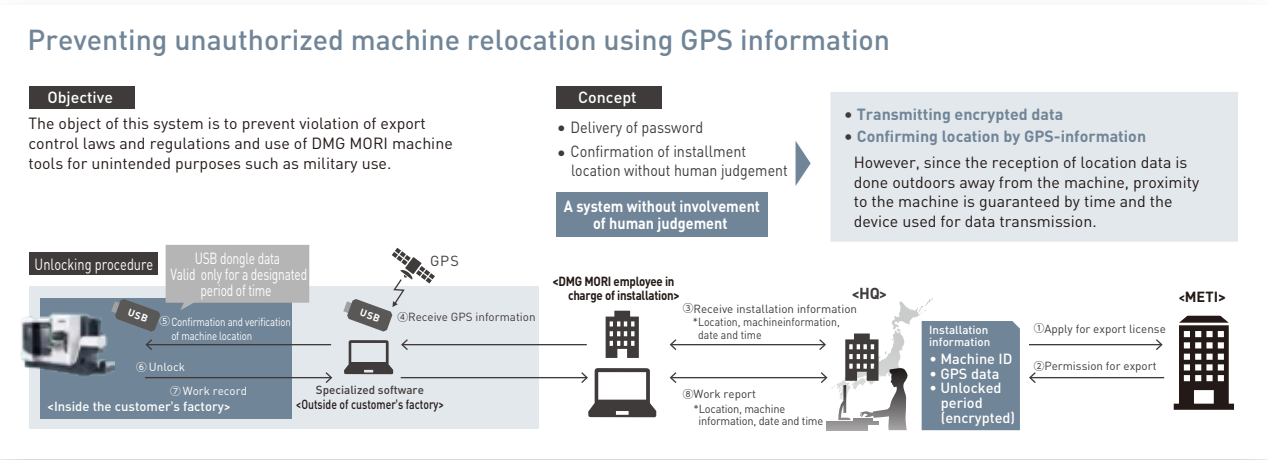 Preventing unauthorized machine relocation using GPS information
Objective
The object of this system is to prevent violation of export
control laws and regulations and use of DMG MORI machine
tools for unintended purposes such as military use.
Concept
• Delivery of password
• Confirmation of installment
location without human judgement
A system without involvement
of human judgement
• Transmitting encrypted data
• Confirming location by GPS-information
However, since the reception of location data is
done outdoors away from the machine, proximity
to the machine is guaranteed by time and the
device used for data transmission.
Unlocking procedure
USB dongle data
Valid only for a designated
period of time
USB
⑤Confirmation and verification
of machine location
⑥Unlock
⑦Work record
<Inside the customer's factory>
GPS
USB
④Receive GPS information
Specialized software
<Outside of customer's factory>
<DMG MORI employee in
charge of installation>
③Receive installation information
*Location, machineinformation,
date and time
⑧Work report
*Location, machine
information, date and time
<HQ>
Installation
information
• Machine ID
• GPS data
• Unlocked
period
(encrypted)
①Apply for export license
②Permission for export
<METI>